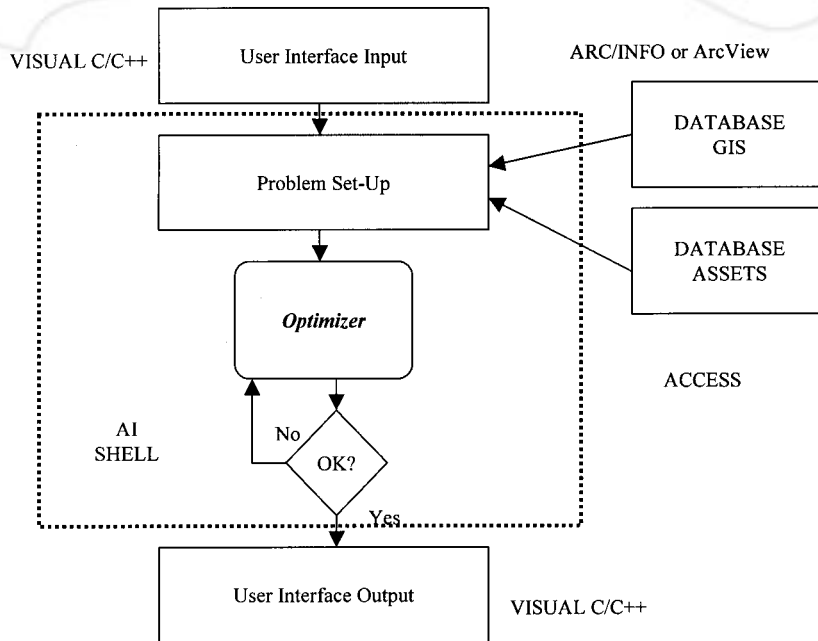 User Interface Input
VISUAL C/C++
ARC/INFO or ArcView
DATABASE
GIS
Problem Set-Up
DATABASE
ASSETS
Optimizer
ACCESS
AI
SHELL
No
OK?
Yes
User Interface Output
VISUAL C/C++